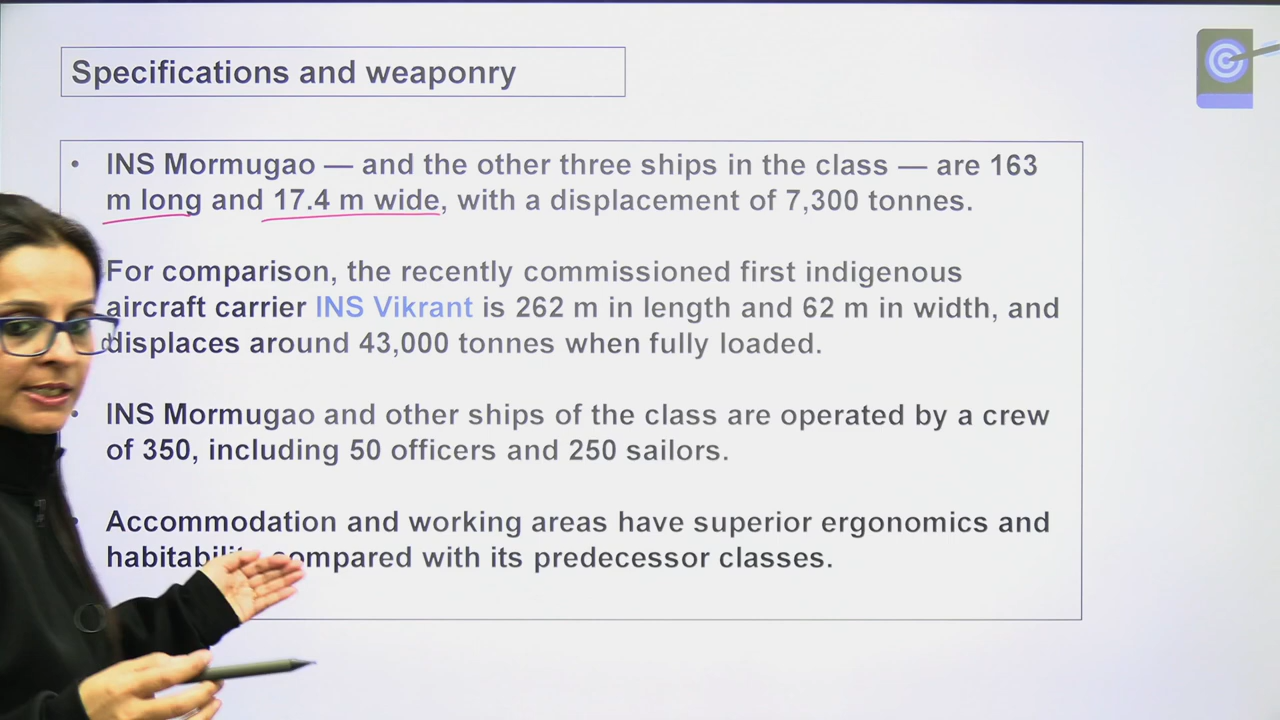 Specifications and weaponry
• INS Mormugao — and the other three ships in the class — are 163
m long and 17.4 m wide, with a displacement of 7,300 tonnes.
For comparison, the recently commissioned first indigenous
aircraft carrier INS Vikrant is 262 m in length and 62 m in width, and
displaces around 43,000 tonnes when fully loaded.
• INS Mormugao and other ships of the class are operated by a crew
of 350, including 50 officers and 250 sailors.
Accommodation and working areas have superior ergonomics and
compared with its predecessor classes.